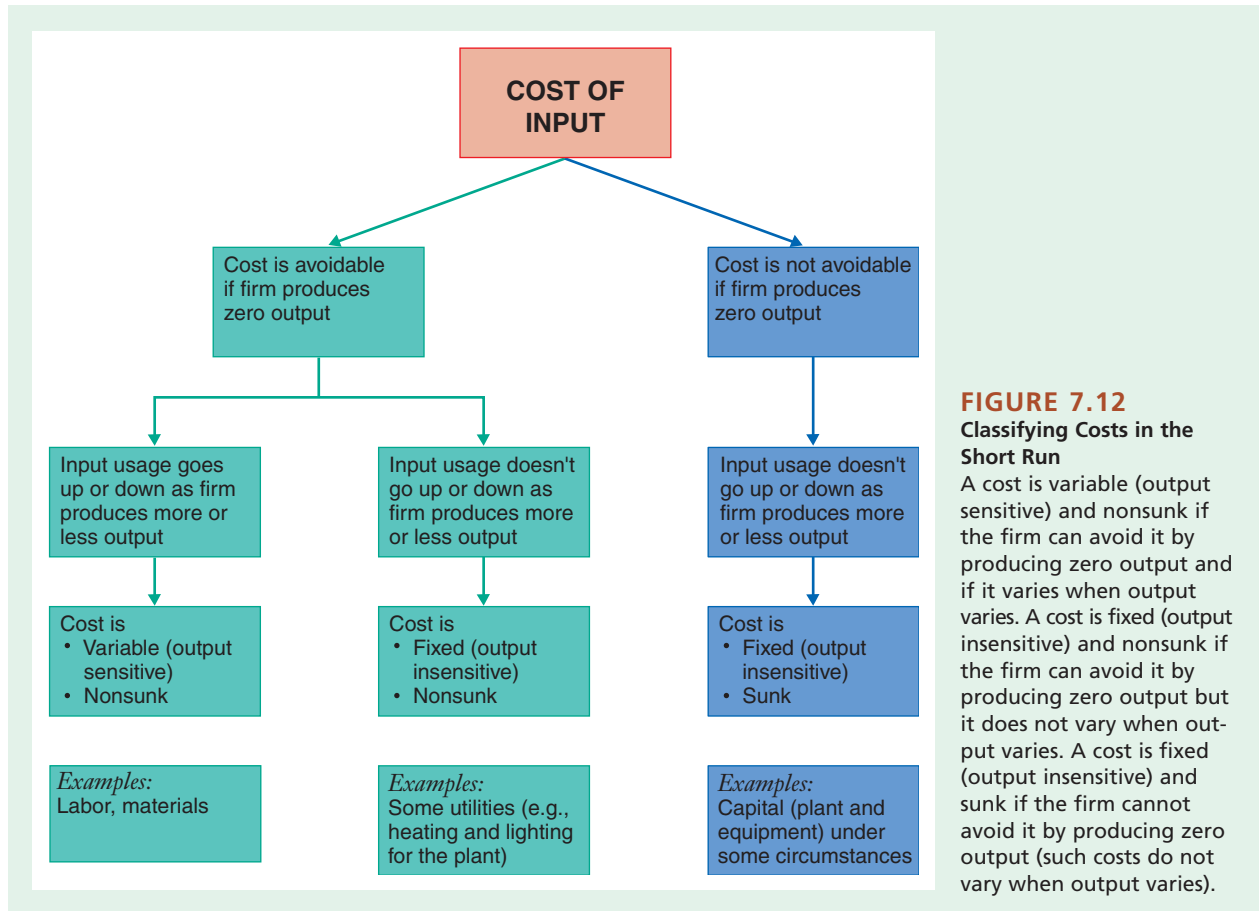 COST OF
INPUT
Cost is avoidable
if firm produces
zero output
Cost is not avoidable
if firm produces
zero output
Input usage goes
up or down as firm
produces more or
less output
Input usage doesn't
go up or down as
firm produces more
or less output
Input usage doesn't
go up or down as
firm produces more
or less output
Cost is
• Variable (output
sensitive)
• Nonsunk
Cost is
• Fixed (output
insensitive)
• Nonsunk
Cost is
• Fixed (output
insensitive)
• Sunk
Examples:
Labor, materials
Examples:
Some utilities (e.g.,
heating and lighting
for the plant)
Examples:
Capital (plant and
equipment) under
some circumstances
FIGURE 7.12
Classifying Costs in the
Short Run
A cost is variable (output
sensitive) and nonsunk if
the firm can avoid it by
producing zero output and
if it varies when output
varies. A cost is fixed (output
insensitive) and nonsunk if
the firm can avoid it by
producing zero output but
it does not vary when out-
put varies. A cost is fixed
(output insensitive) and
sunk if the firm cannot
avoid it by producing zero
output (such costs do not
vary when output varies).